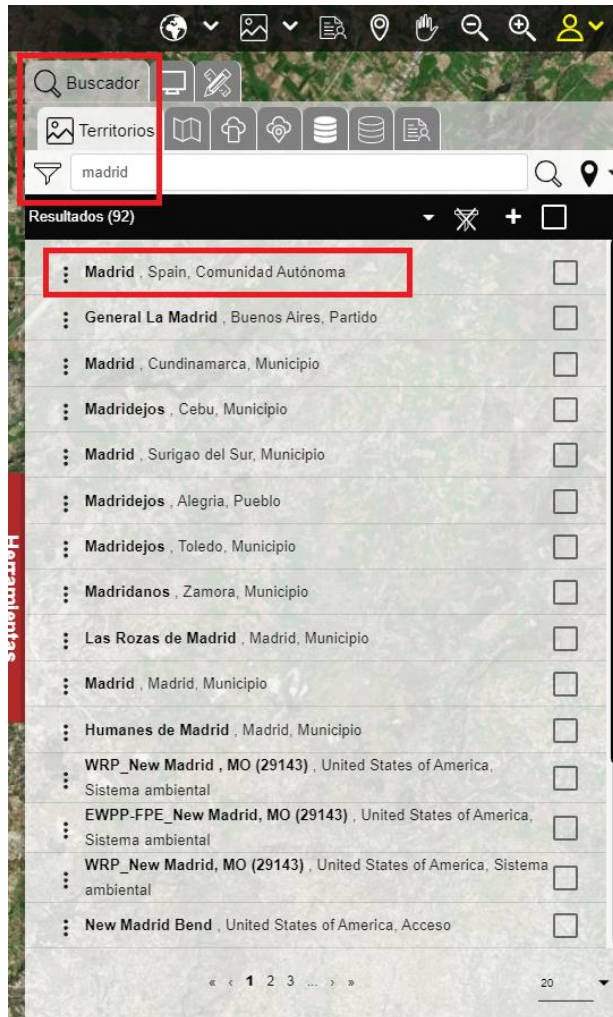 Buscador
Territorios
madrid
Resultados (92)
Madrid , Spain, Comunidad Autónoma
General La Madrid , Buenos Aires, Partido
Madrid , Cundinamarca, Municipio
Madridejos , Cebu, Municipio
Madrid , Surigao del Sur, Municipio
Madridejos , Alegria, Pueblo
Madridejos , Toledo, Municipio
Madridanos , Zamora, Municipio
Las Rozas de Madrid , Madrid, Municipio
Madrid , Madrid, Municipio
Humanes de Madrid , Madrid, Municipio
WRP_New Madrid , MO (29143) , United States of America,
Sistema ambiental
EWPP-FPE_New Madrid, MO (29143) , United States of America,
Sistema ambiental
WRP_New Madrid, MO (29143) , United States of America, Sistema
ambiental
New Madrid Bend , United States of America, Acceso
« ‹ 1 2 3 ... › »
20
Herramientas